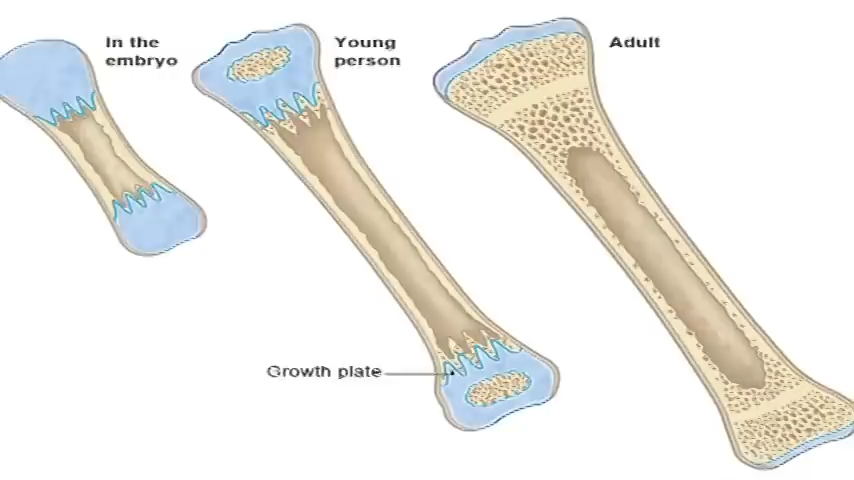 In the
embryo
Young
person
Adult
Growth plate